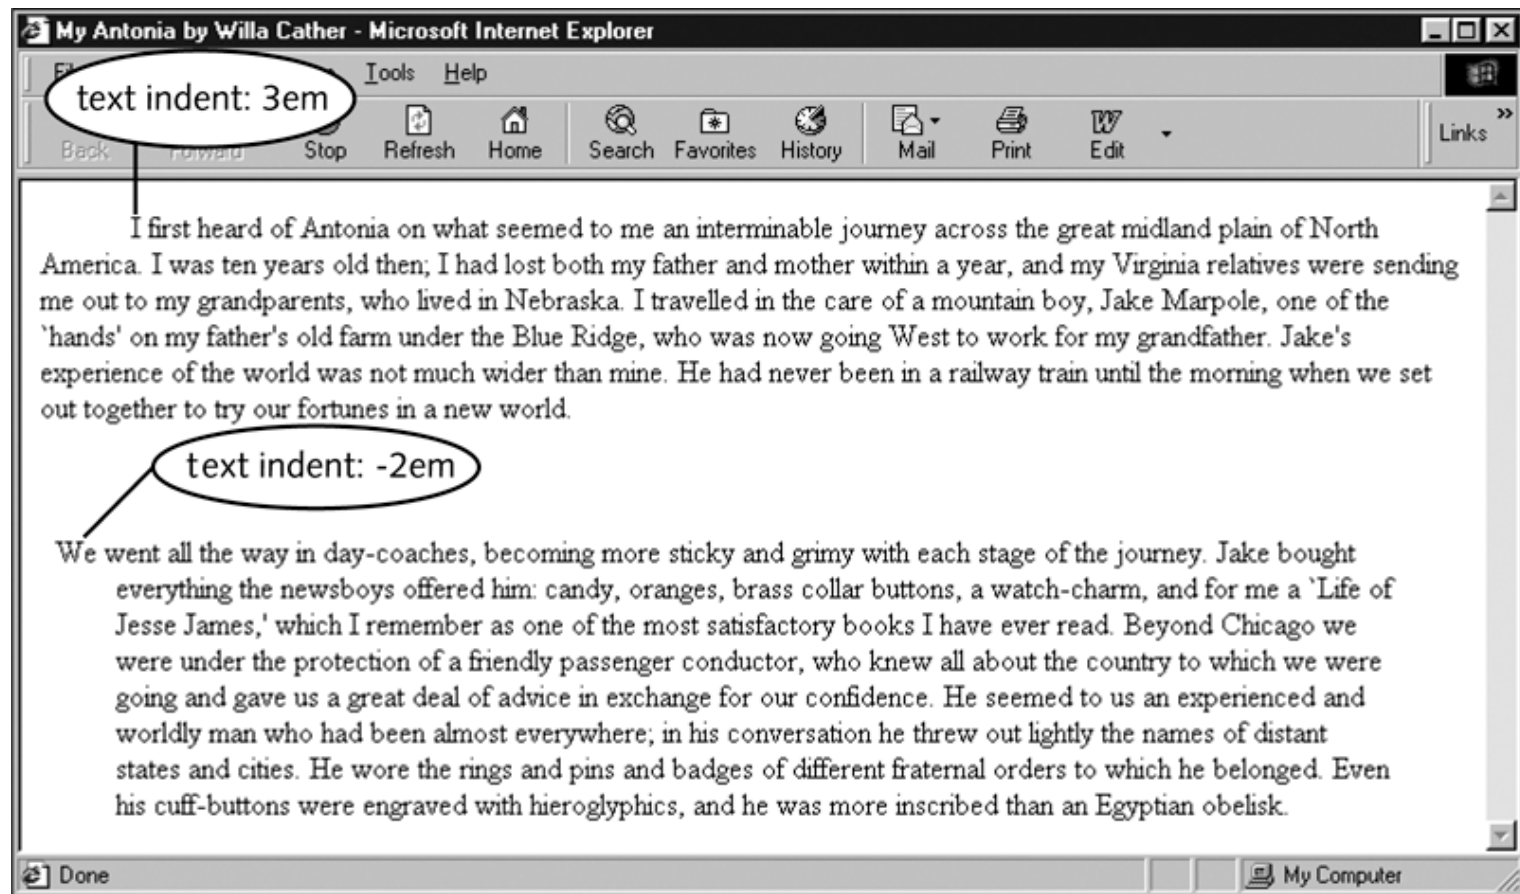 My Antonia by Willa Cather - Microsoft Internet Explorer
Tools Help
text indent: 3em
Back Forward Stop Refresh Home Search Favorites History Mail Print Edit Links »
I first heard of Antonia on what seemed to me an interminable journey across the great midland plain of North
America. I was ten years old then; I had lost both my father and mother within a year, and my Virginia relatives were sending
me out to my grandparents, who lived in Nebraska. I travelled in the care of a mountain boy, Jake Marpole, one of the
`hands' on my father's old farm under the Blue Ridge, who was now going West to work for my grandfather. Jake's
experience of the world was not much wider than mine. He had never been in a railway train until the morning when we set
out together to try our fortunes in a new world.
text indent: -2em
We went all the way in day-coaches, becoming more sticky and grimy with each stage of the journey. Jake bought
everything the newsboys offered him: candy, oranges, brass collar buttons, a watch-charm, and for me a `Life of
Jesse James,' which I remember as one of the most satisfactory books I have ever read. Beyond Chicago we
were under the protection of a friendly passenger conductor, who knew all about the country to which we were
going and gave us a great deal of advice in exchange for our confidence. He seemed to us an experienced and
worldly man who had been almost everywhere; in his conversation he threw out lightly the names of distant
states and cities. He wore the rings and pins and badges of different fraternal orders to which he belonged. Even
his cuff-buttons were engraved with hieroglyphics, and he was more inscribed than an Egyptian obelisk.
Done My Computer